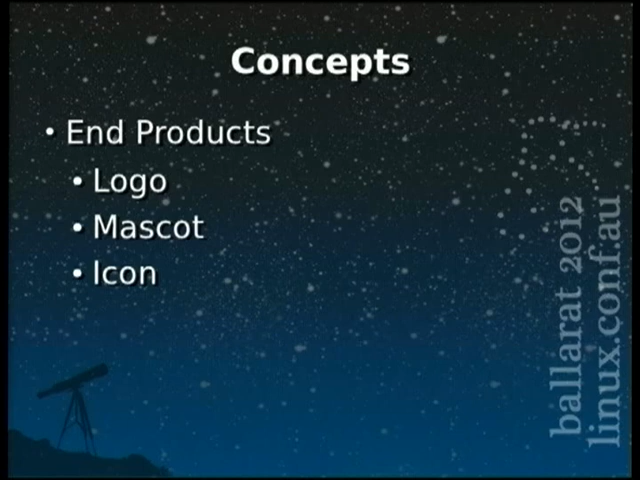 Concepts
• End Products
• Logo
• Mascot
• Icon
ballarat 2012
linux.conf.au